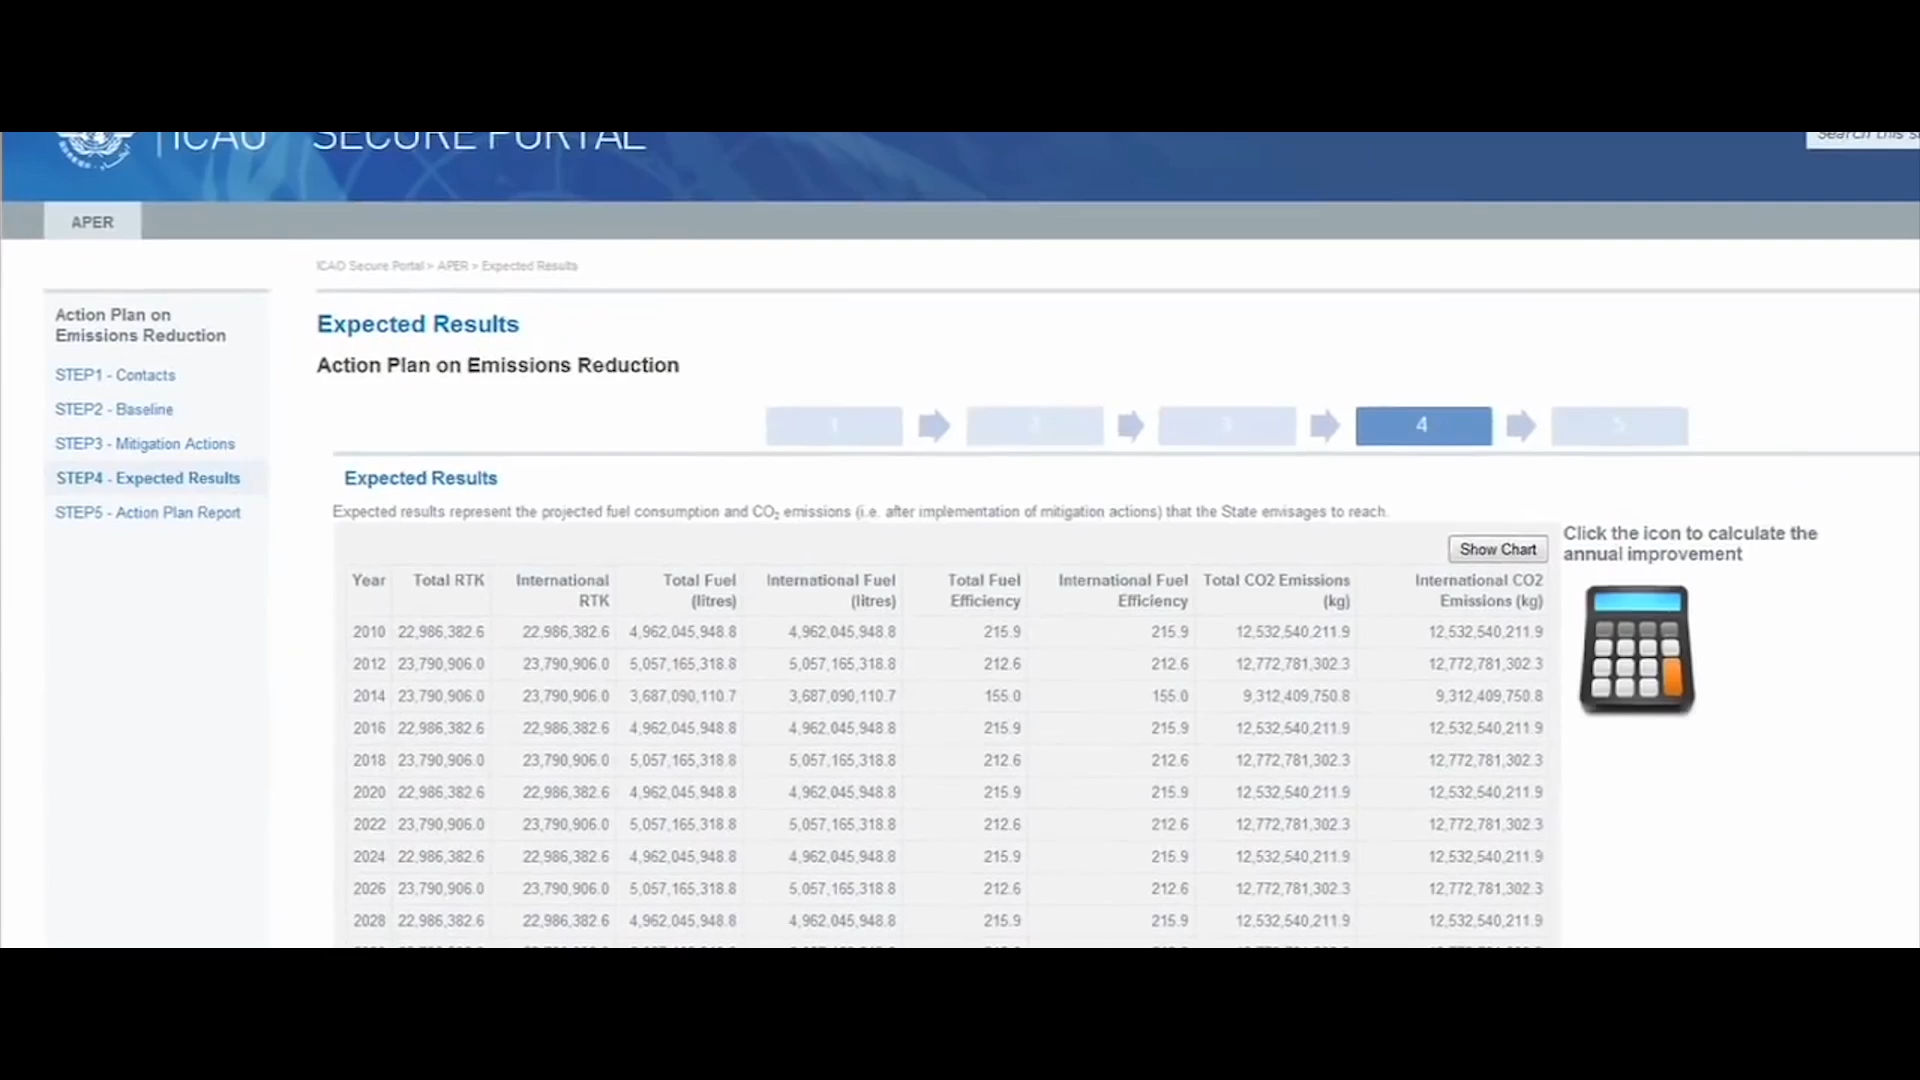 ICAO SECURE PORTAL
Search this
APER
ICAO Secure Portal > APER > Expected Results
Action Plan on
Emissions Reduction
STEP1 - Contacts
STEP2 - Baseline
STEP3 - Mitigation Actions
STEP4 - Expected Results
STEP5 - Action Plan Report
Expected Results
Action Plan on Emissions Reduction
1 2 3 4 5
Expected Results
Expected results represent the projected fuel consumption and CO₂ emissions (i.e. after implementation of mitigation actions) that the State envisages to reach.
Show Chart
Click the icon to calculate the
annual improvement
Year Total RTK International Total Fuel International Fuel Total Fuel International Fuel Total CO2 Emissions International CO2
RTK (litres) (litres) Efficiency Efficiency (kg) Emissions (kg)
2010 22,986,382.6 22,986,382.6 4,962,045,948.8 4,962,045,948.8 215.9 215.9 12,532,540,211.9 12,532,540,211.9
2012 23,790,906.0 23,790,906.0 5,057,165,318.8 5,057,165,318.8 212.6 212.6 12,772,781,302.3 12,772,781,302.3
2014 23,790,906.0 23,790,906.0 3,687,090,110.7 3,687,090,110.7 155.0 155.0 9,312,409,750.8 9,312,409,750.8
2016 22,986,382.6 22,986,382.6 4,962,045,948.8 4,962,045,948.8 215.9 215.9 12,532,540,211.9 12,532,540,211.9
2018 23,790,906.0 23,790,906.0 5,057,165,318.8 5,057,165,318.8 212.6 212.6 12,772,781,302.3 12,772,781,302.3
2020 22,986,382.6 22,986,382.6 4,962,045,948.8 4,962,045,948.8 215.9 215.9 12,532,540,211.9 12,532,540,211.9
2022 23,790,906.0 23,790,906.0 5,057,165,318.8 5,057,165,318.8 212.6 212.6 12,772,781,302.3 12,772,781,302.3
2024 22,986,382.6 22,986,382.6 4,962,045,948.8 4,962,045,948.8 215.9 215.9 12,532,540,211.9 12,532,540,211.9
2026 23,790,906.0 23,790,906.0 5,057,165,318.8 5,057,165,318.8 212.6 212.6 12,772,781,302.3 12,772,781,302.3
2028 22,986,382.6 22,986,382.6 4,962,045,948.8 4,962,045,948.8 215.9 215.9 12,532,540,211.9 12,532,540,211.9